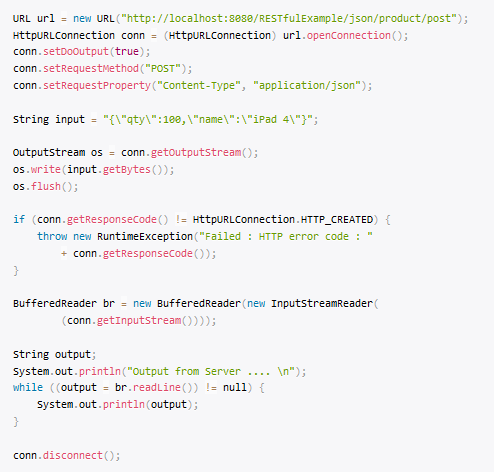 URL url = new URL("http://localhost:8080/RESTfulExample/json/product/post");
HttpURLConnection conn = (HttpURLConnection) url.openConnection();
conn.setDoOutput(true);
conn.setRequestMethod("POST");
conn.setRequestProperty("Content-Type", "application/json");

String input = "{\"qty\":100,\"name\":\"iPad 4\"}";

OutputStream os = conn.getOutputStream();
os.write(input.getBytes());
os.flush();

if (conn.getResponseCode() != HttpURLConnection.HTTP_CREATED) {
    throw new RuntimeException("Failed : HTTP error code : "
        + conn.getResponseCode());
}

BufferedReader br = new BufferedReader(new InputStreamReader(
        (conn.getInputStream())));

String output;
System.out.println("Output from Server .... \n");
while ((output = br.readLine()) != null) {
    System.out.println(output);
}

conn.disconnect();